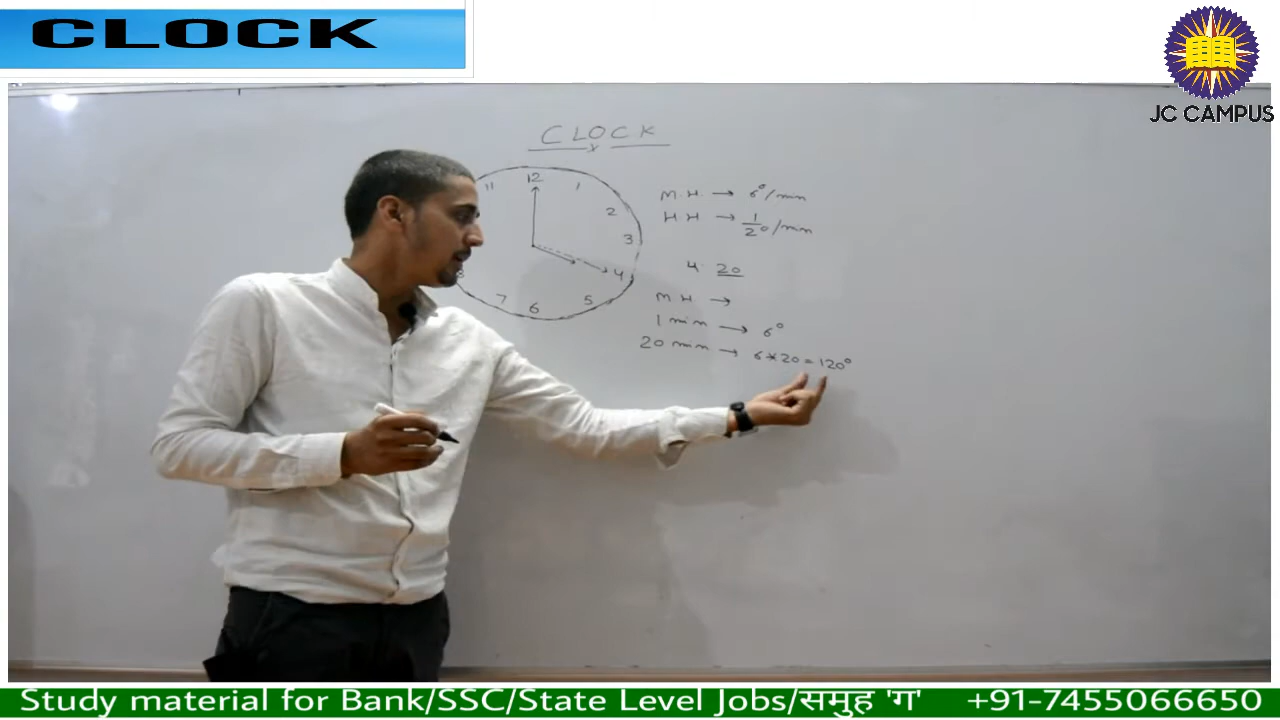 CLOCK
JC CAMPUS
CLOCK
11 12 1
2
3
8 4
7 6 5
M.H. → 6°/min
H H → 1/2°/mn
4: 20
M H →
1 min → 6°
20 min → 6*20=120°
Study material for Bank/SSC/State Level Jobs/समुह 'ग' +91-7455066650